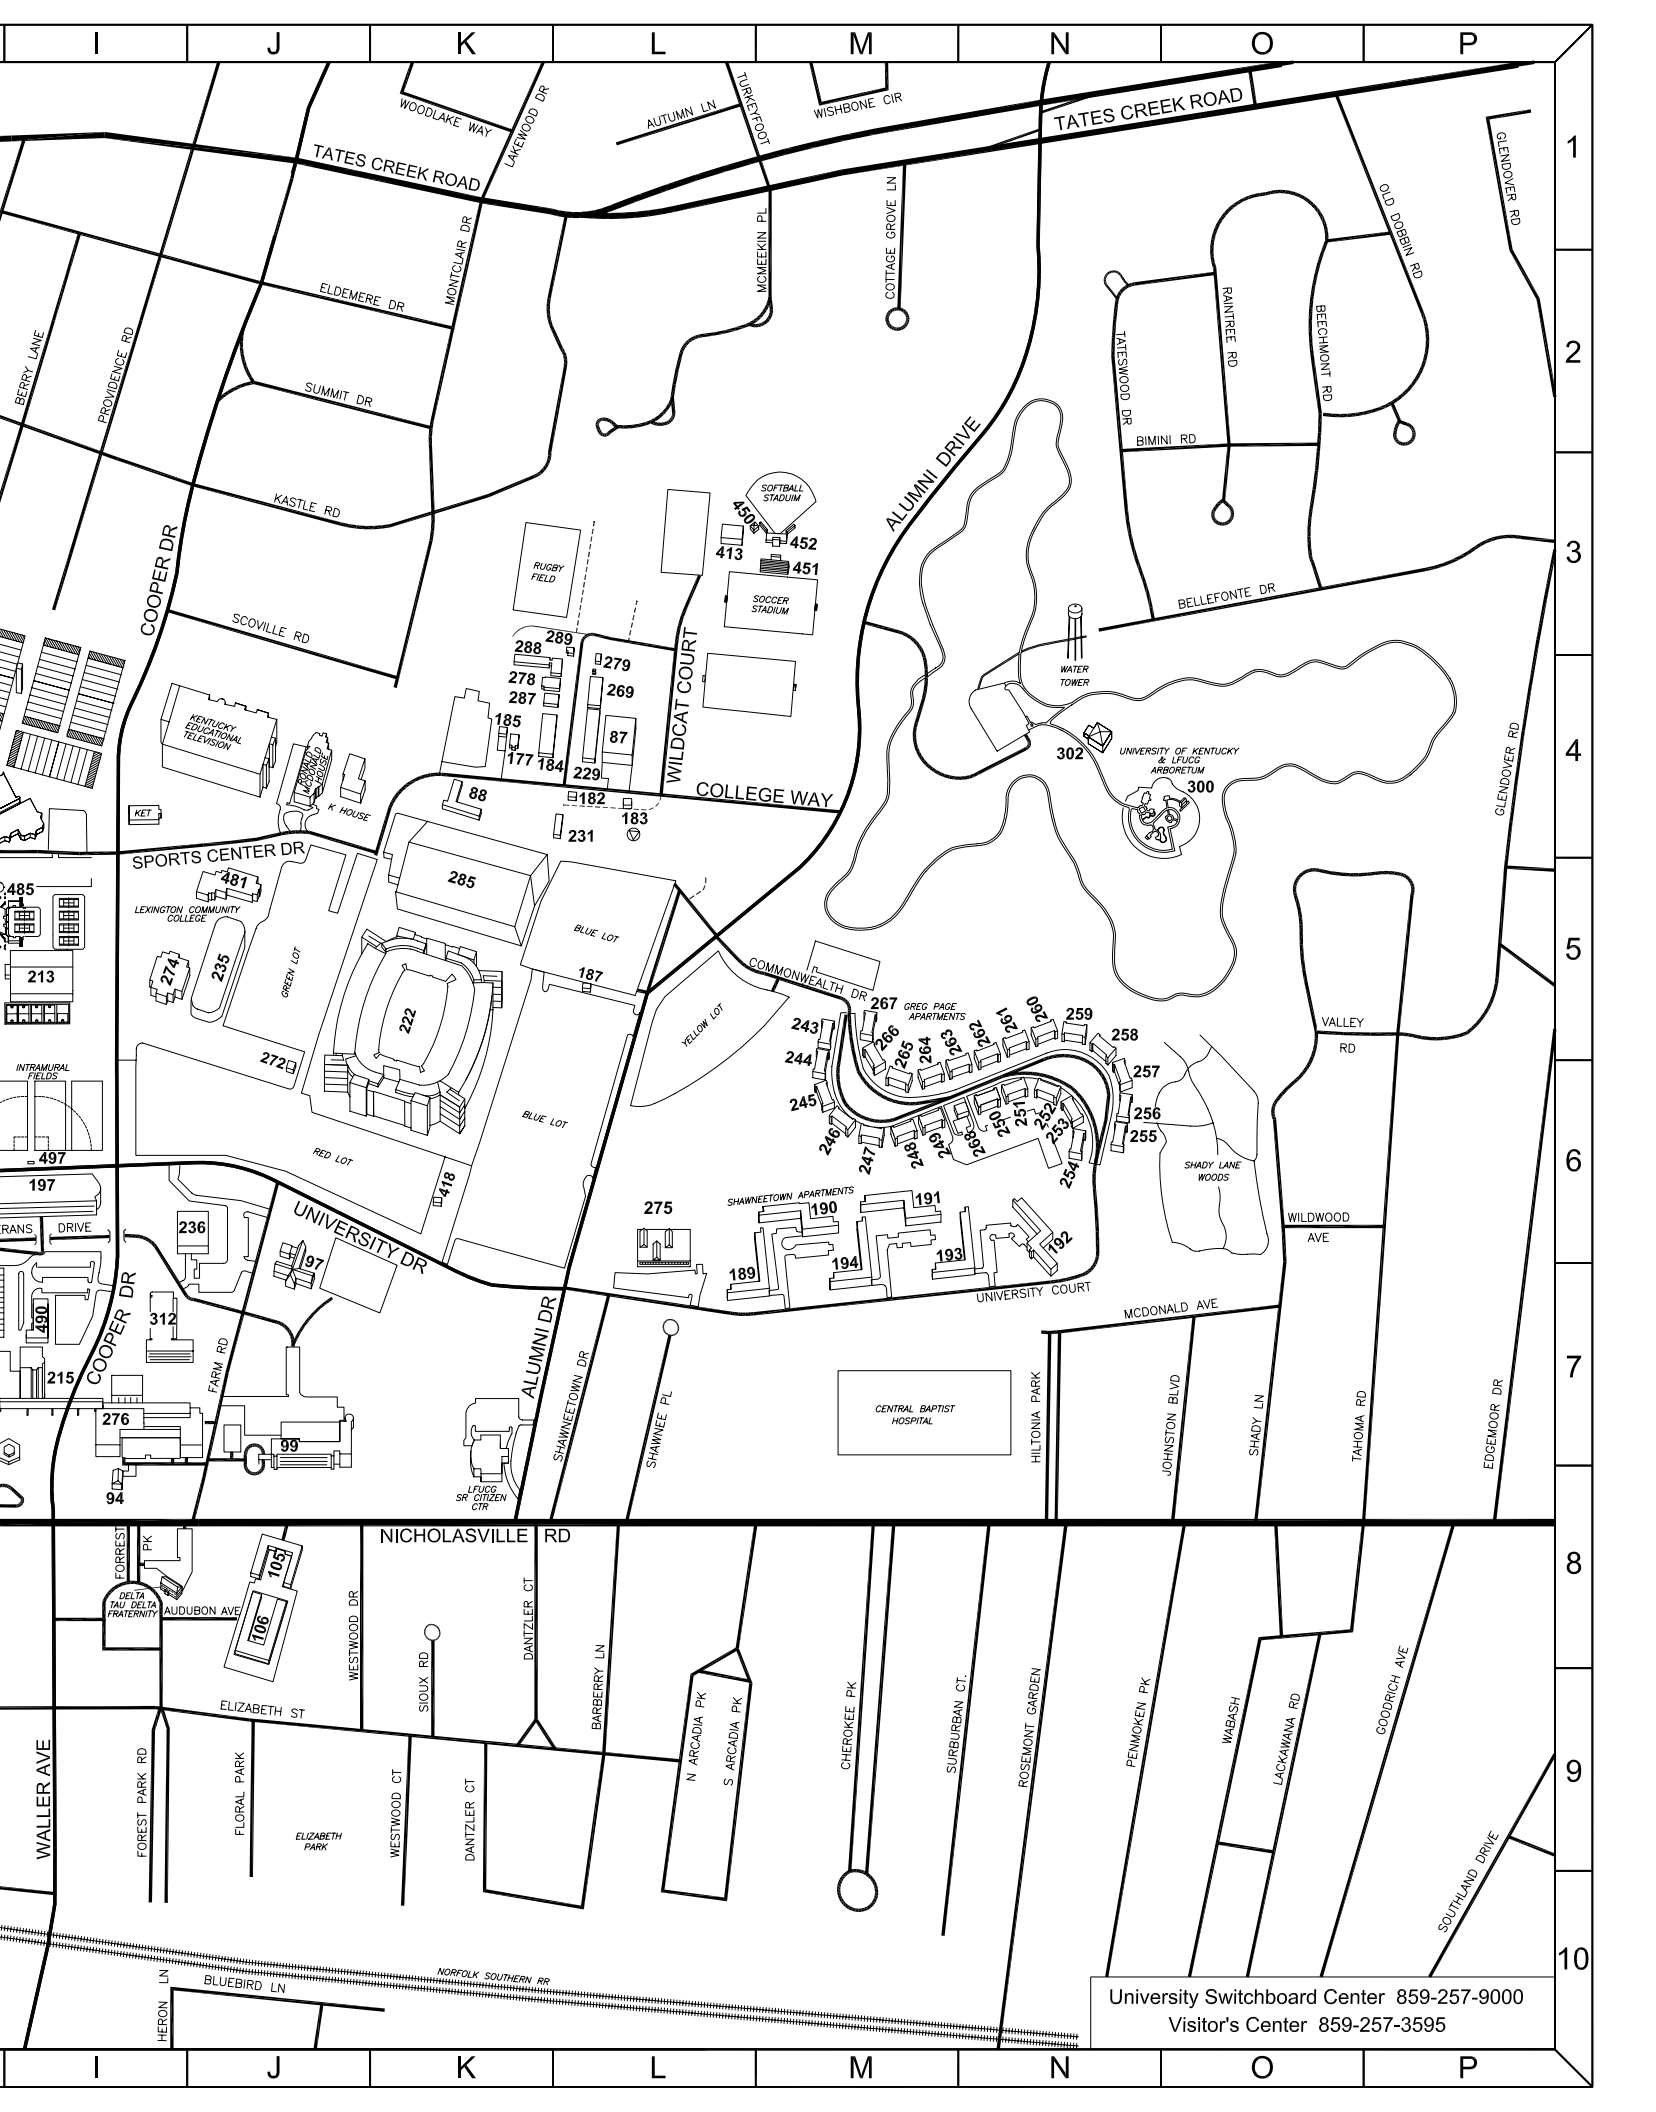 I
J
K
L
M
N
O
P
WOODLAKE WAY
LAKEWOOD DR
AUTUMN LN
TURKEYFOOT
WISHBONE CIR
TATES CREEK ROAD
TATES CREEK ROAD
1
GLENDOVER RD
OLD DOBBIN RD
MONTCLAIR DR
MCMEEKIN PL
COTTAGE GROVE LN
ELDEMERE DR
BERRY LANE
PROVIDENCE RD
SUMMIT DR
TATESWOOD DR
RAINTREE RD
BEECHMONT RD
2
BIMINI RD
ALUMNI DRIVE
KASTLE RD
COOPER DR
SOFTBALL
STADUIM
450
452
413
451
RUGBY
FIELD
SOCCER
STADIUM
3
BELLEFONTE DR
SCOVILLE RD
289
288
279
278
287
269
WILDCAT COURT
WATER
TOWER
KENTUCKY
EDUCATIONAL
TELEVISION
RONALD
MCDONALD
HOUSE
K HOUSE
185
177
184
229
87
302
UNIVERSITY OF KENTUCKY
& LFUCG
ARBORETUM
300
GLENDOVER RD
4
KET
88
182
183
231
COLLEGE WAY
SPORTS CENTER DR
485
481
LEXINGTON COMMUNITY
COLLEGE
285
BLUE LOT
213
274
235
GREEN LOT
222
187
YELLOW LOT
COMMONWEALTH DR
GREG PAGE
APARTMENTS
5
267
266
265
264
263
262
261
260
259
258
257
256
255
243
244
245
246
247
248
249
268
250
251
252
253
254
VALLEY
RD
272
INTRAMURAL
FIELDS
BLUE LOT
RED LOT
497
418
SHADY LANE
WOODS
6
197
ERANS
DRIVE
236
97
UNIVERSITY DR
275
SHAWNEETOWN APARTMENTS
190
191
189
194
193
192
UNIVERSITY COURT
WILDWOOD
AVE
MCDONALD AVE
490
COOPER DR
312
215
FARM RD
ALUMNI DR
SHAWNEETOWN DR
SHAWNEE PL
CENTRAL BAPTIST
HOSPITAL
HILTONIA PARK
JOHNSTON BLVD
SHADY LN
TAHOMA RD
EDGEMOOR DR
7
276
99
94
LFUCG
SR CITIZEN
CTR
NICHOLASVILLE RD
FORREST
PK
105
106
DELTA
TAU DELTA
FRATERNITY
AUDUBON AVE
WESTWOOD DR
SIOUX RD
DANTZLER CT
BARBERRY LN
8
ELIZABETH ST
WALLER AVE
FOREST PARK RD
FLORAL PARK
ELIZABETH
PARK
WESTWOOD CT
DANTZLER CT
N ARCADIA PK
S ARCADIA PK
CHEROKEE PK
SURBURBAN CT.
ROSEMONT GARDEN
PENMOKEN PK
WABASH
LACKAWANA RD
GOODRICH AVE
SOUTHLAND DRIVE
9
10
NORFOLK SOUTHERN RR
HERON LN
BLUEBIRD LN
University Switchboard Center 859-257-9000
Visitor's Center 859-257-3595
I
J
K
L
M
N
O
P